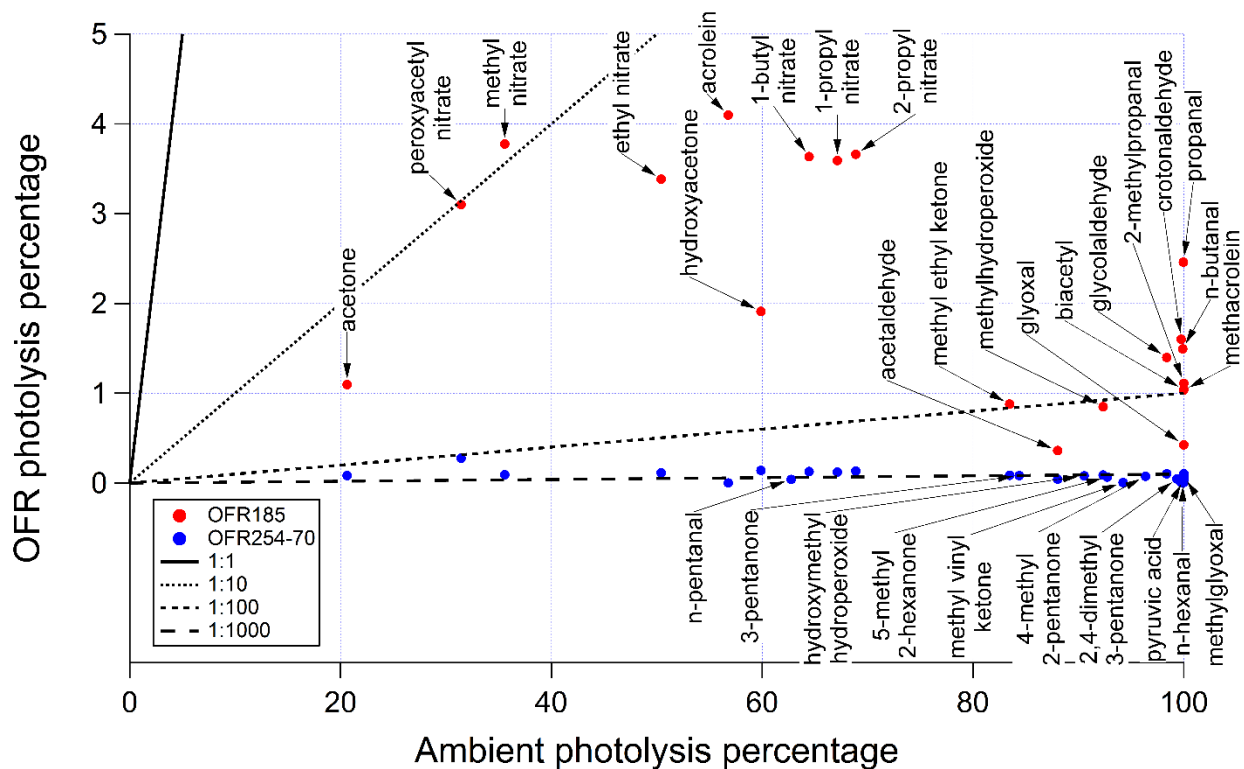 OFR photolysis percentage
5
4
3
2
1
0
acetone
peroxyacetyl
nitrate
methyl
nitrate
ethyl nitrate
hydroxyacetone
acrolein
1-butyl
nitrate
1-propyl
nitrate
2-propyl
nitrate
acetaldehyde
methyl ethyl ketone
methylhydroperoxide
glyoxal
biacetyl
glycolaldehyde
2-methylpropanal
crotonaldehyde
propanal
n-butanal
methacrolein
n-pentanal
3-pentanone
hydroxymethyl
hydroperoxide
5-methyl
2-hexanone
methyl vinyl
ketone
4-methyl
2-pentanone
2,4-dimethyl
3-pentanone
pyruvic acid
n-hexanal
methylglyoxal
OFR185
OFR254-70
1:1
1:10
1:100
1:1000
0
20
40
60
80
100
Ambient photolysis percentage